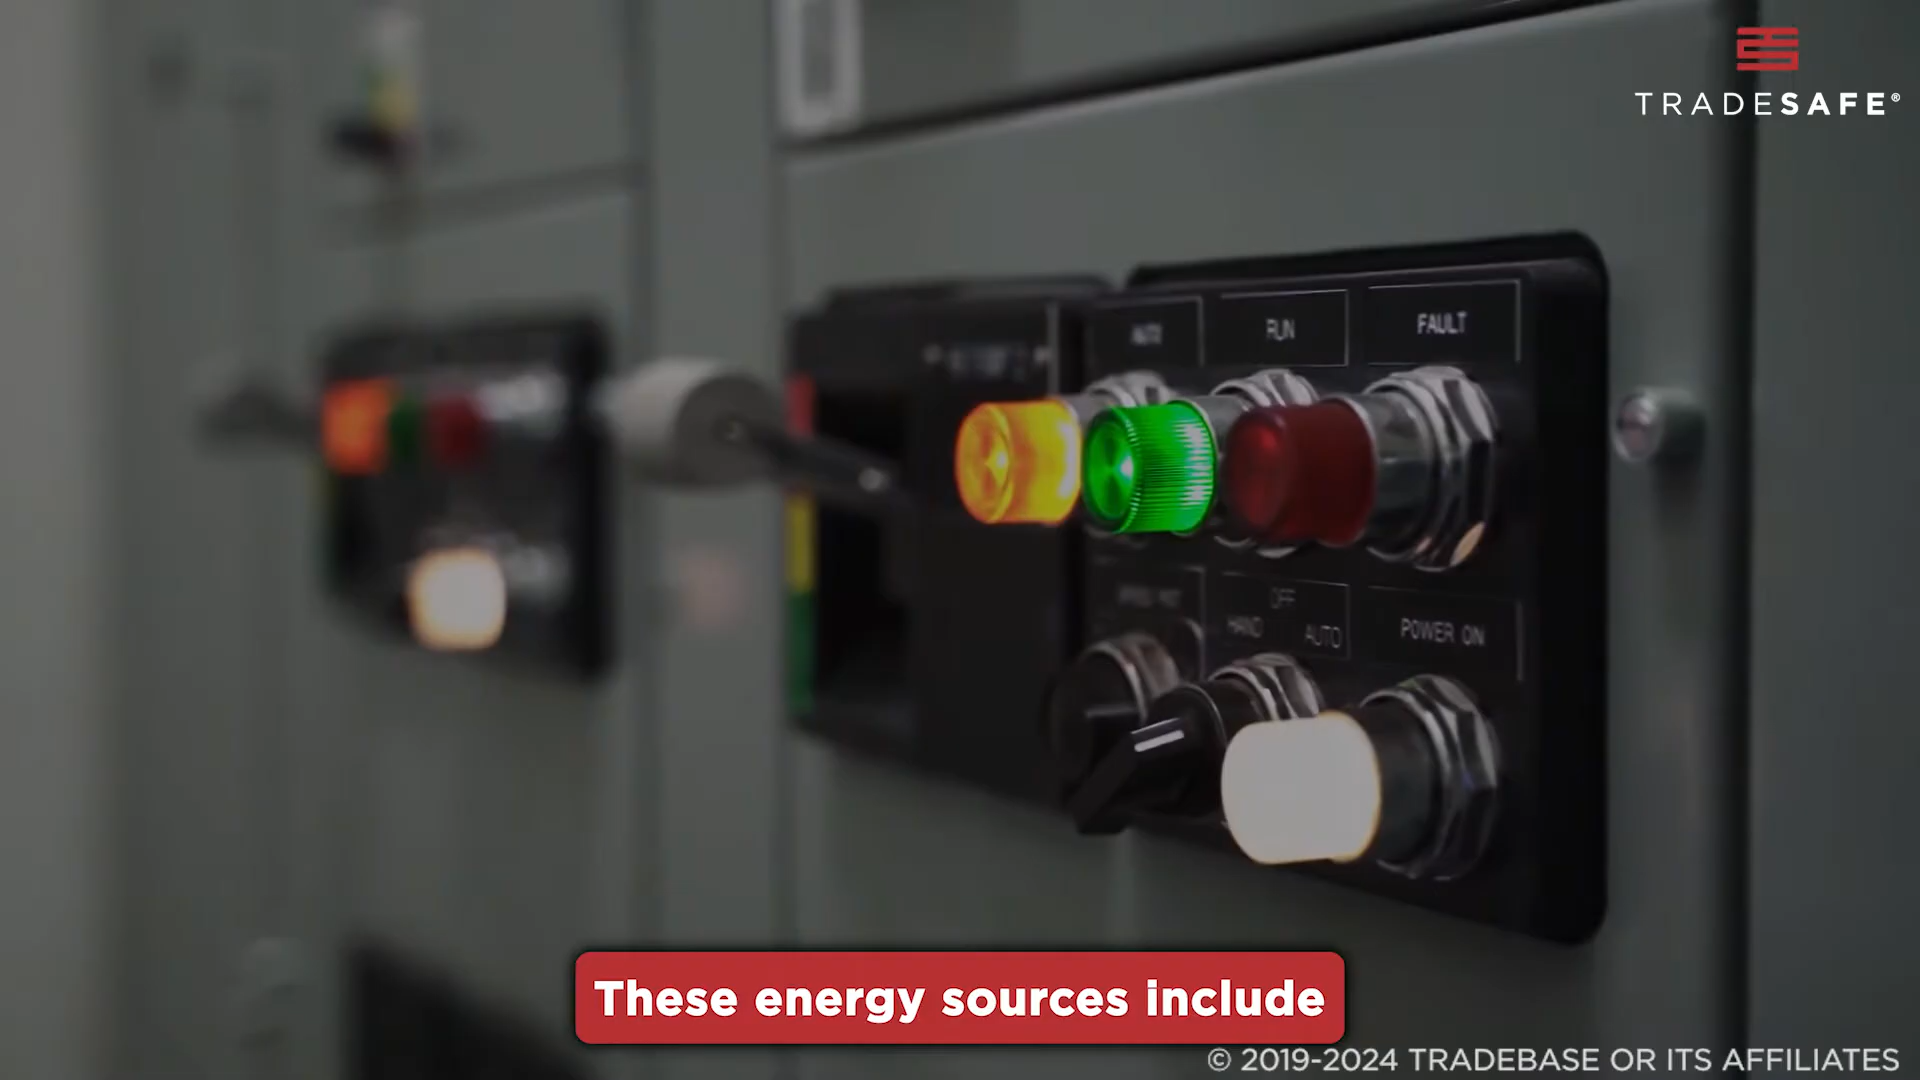 TRADESAFE®
AUTO
RUN
FAULT
OFF
HAND
AUTO
POWER ON
These energy sources include
© 2019-2024 TRADEBASE OR ITS AFFILIATES